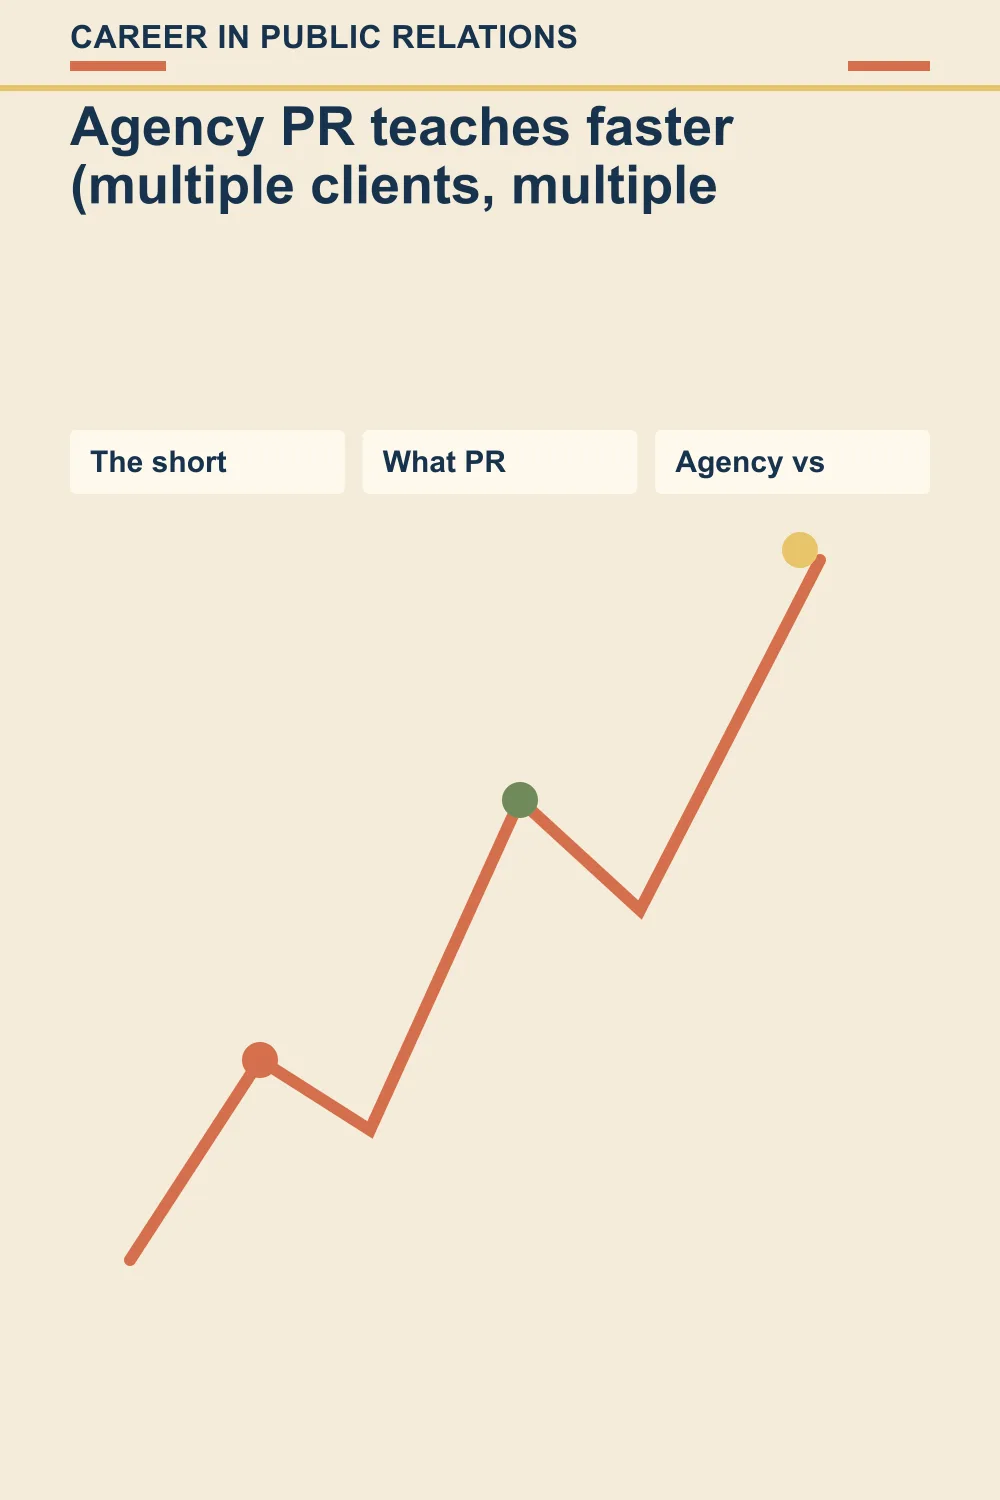 CAREER IN PUBLIC RELATIONS
Agency PR teaches faster
(multiple clients, multiple
The short
What PR
Agency vs